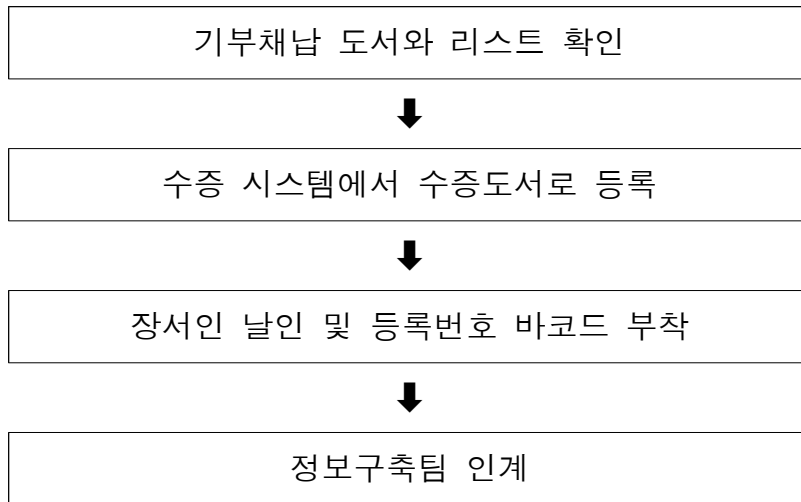 기부채납 도서와 리스트 확인
수증 시스템에서 수증도서로 등록
장서인 날인 및 등록번호 바코드 부착
정보구축팀 인계